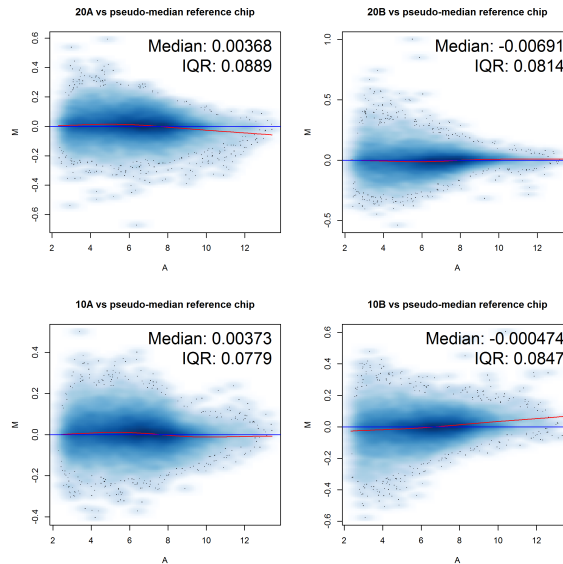 20A vs pseudo-median reference chip
Median: 0.00368
IQR: 0.0889
M
0.6
0.4
0.2
0.0
-0.2
-0.4
-0.6
2 4 6 8 10 12
A
20B vs pseudo-median reference chip
Median: -0.00691
IQR: 0.0814
M
1.0
0.5
0.0
-0.5
2 4 6 8 10 12
A
10A vs pseudo-median reference chip
Median: 0.00373
IQR: 0.0779
M
0.4
0.2
0.0
-0.2
-0.4
2 4 6 8 10 12
A
10B vs pseudo-median reference chip
Median: -0.000474
IQR: 0.0847
M
0.6
0.4
0.2
0.0
-0.2
-0.4
-0.6
2 4 6 8 10 12
A